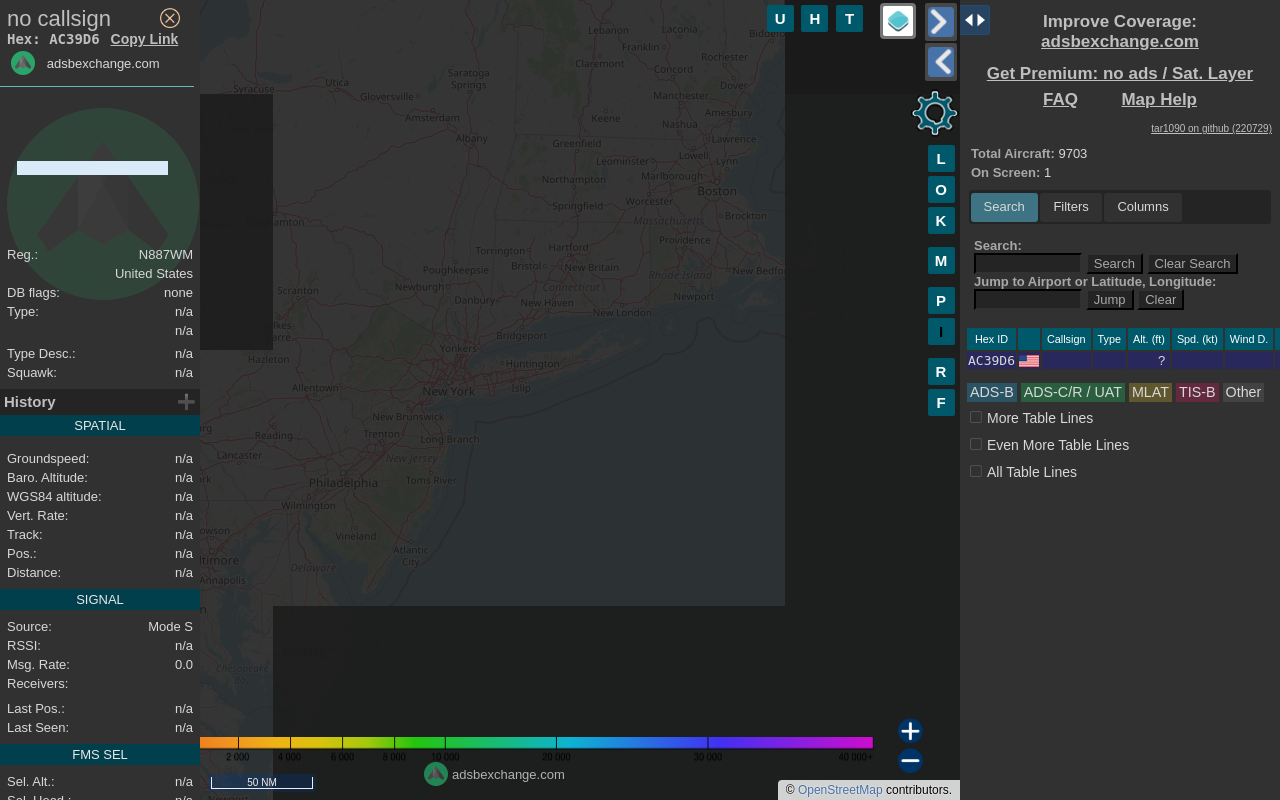 no callsign
Hex: AC39D6 Copy Link
adsbexchange.com
Reg.: N887WM
United States
DB flags: none
Type: n/a
n/a
Type Desc.: n/a
Squawk: n/a
History
SPATIAL
Groundspeed: n/a
Baro. Altitude: n/a
WGS84 altitude: n/a
Vert. Rate: n/a
Track: n/a
Pos.: n/a
Distance: n/a
SIGNAL
Source: Mode S
RSSI: n/a
Msg. Rate: 0.0
Receivers:
Last Pos.: n/a
Last Seen: n/a
FMS SEL
Sel. Alt.: n/a
U H T
L
O
K
M
P
I
R
F
Lebanon
Laconia
Franklin
Rochester
Claremont
Concord
Dover
Utica
Saratoga
Springs
Syracuse
Gloversville
Manchester
Amesbury
Amsterdam
Keene
Nashua
Albany
Greenfield
Lawrence
Leominster
Lowell
Lynn
Northampton
Marlborough
Boston
Springfield
Worcester
Massachusetts
Brockton
Torrington
Hartford
Providence
Poughkeepsie
Bristol
New Britain
Rhode Island
New Bedford
Scranton
Newburgh
Connecticut
Danbury
New Haven
New London
Newport
Bridgeport
Hazleton
Yonkers
Huntington
Allentown
New York
Islip
New Brunswick
Reading
Trenton
Long Branch
Lancaster
New Jersey
Philadelphia
Toms River
Wilmington
Vineland
Atlantic
City
Delaware
Annapolis
Chesapeake
2 000 4 000 6 000 8 000 10 000 20 000 30 000 40 000+
50 NM
adsbexchange.com
© OpenStreetMap contributors.
Improve Coverage:
adsbexchange.com
Get Premium: no ads / Sat. Layer
FAQ Map Help
tar1090 on github (220729)
Total Aircraft: 9703
On Screen: 1
Search Filters Columns
Search:
Search Clear Search
Jump to Airport or Latitude, Longitude:
Jump Clear
Hex ID Callsign Type Alt. (ft) Spd. (kt) Wind D.
AC39D6 ?
ADS-B ADS-C/R / UAT MLAT TIS-B Other
More Table Lines
Even More Table Lines
All Table Lines